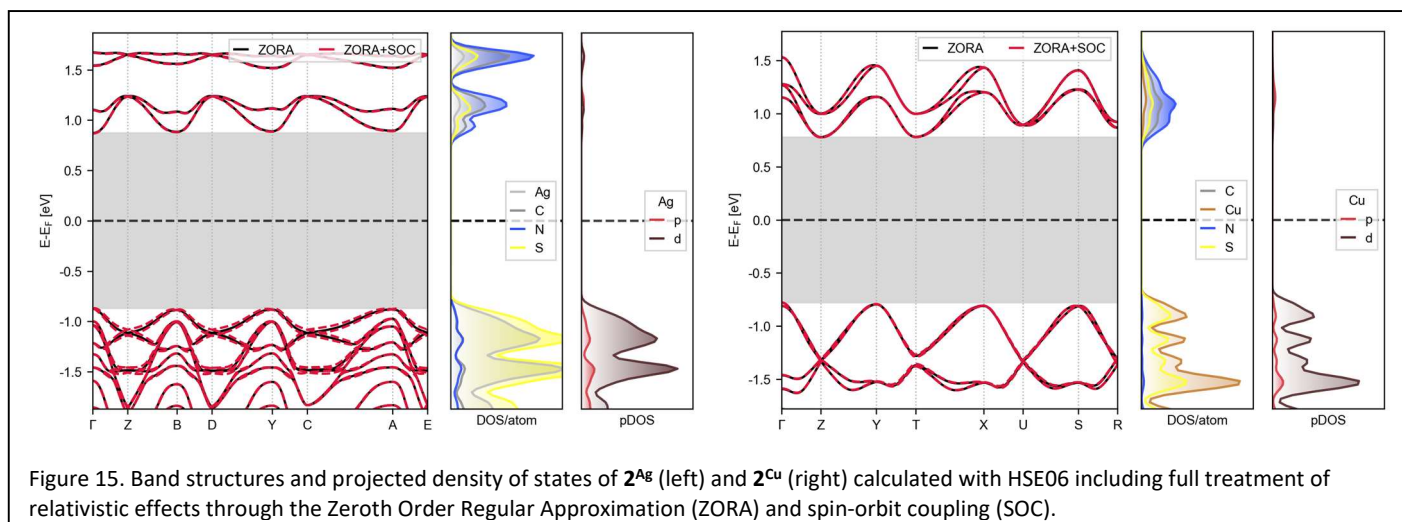 ZORA ZORA+SOC
1.5
1.0
0.5
0.0
-0.5
-1.0
-1.5
E-E_F [eV]
Γ Z B D Y C A E
Ag
C
N
S
DOS/atom
Ag
p
d
pDOS
ZORA ZORA+SOC
1.5
1.0
0.5
0.0
-0.5
-1.0
-1.5
E-E_F [eV]
Γ Z Y T X U S R
C
Cu
N
S
DOS/atom
Cu
p
d
pDOS
Figure 15. Band structures and projected density of states of 2^Ag (left) and 2^Cu (right) calculated with HSE06 including full treatment of
relativistic effects through the Zeroth Order Regular Approximation (ZORA) and spin-orbit coupling (SOC).